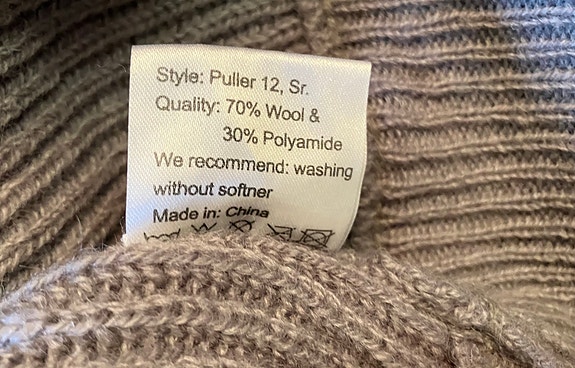 Style: Puller 12, Sr.
Quality: 70% Wool &
30% Polyamide
We recommend: washing
without softner
Made in: China